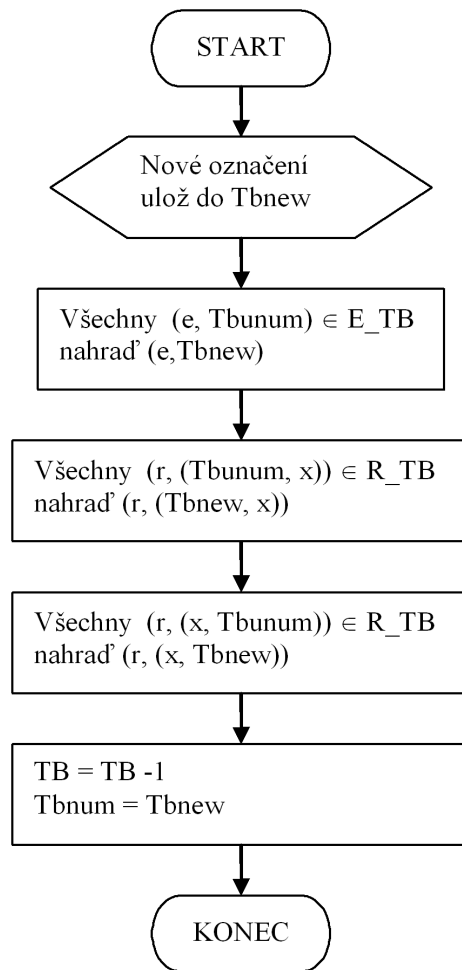 START
Nové označení
ulož do Tbnew
Všechny (e, Tbunum) ∈ E_TB
nahraď (e,Tbnew)
Všechny (r, (Tbunum, x)) ∈ R_TB
nahraď (r, (Tbnew, x))
Všechny (r, (x, Tbunum)) ∈ R_TB
nahraď (r, (x, Tbnew))
TB = TB -1
Tbnum = Tbnew
KONEC